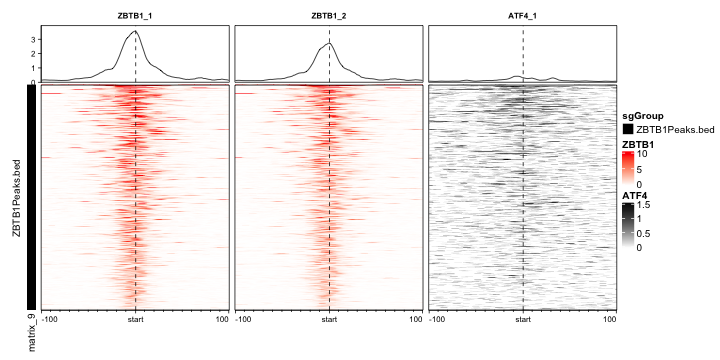 ZBTB1_1
ZBTB1_2
ATF4_1
3
2
1
0
ZBTB1Peaks.bed
matrix_9
-100
start
100
-100
start
100
-100
start
100
sgGroup
ZBTB1Peaks.bed
ZBTB1
10
5
0
ATF4
1.5
1
0.5
0